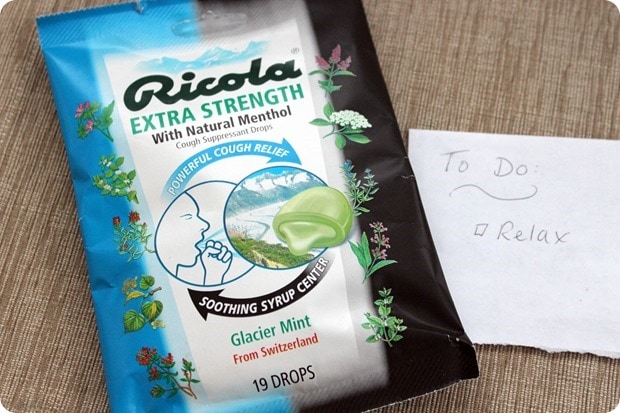 Ricola
EXTRA STRENGTH
With Natural Menthol
Cough Suppressant Drops
POWERFUL COUGH RELIEF
SOOTHING SYRUP CENTER
Glacier Mint
From Switzerland
19 DROPS
To Do:
Relax